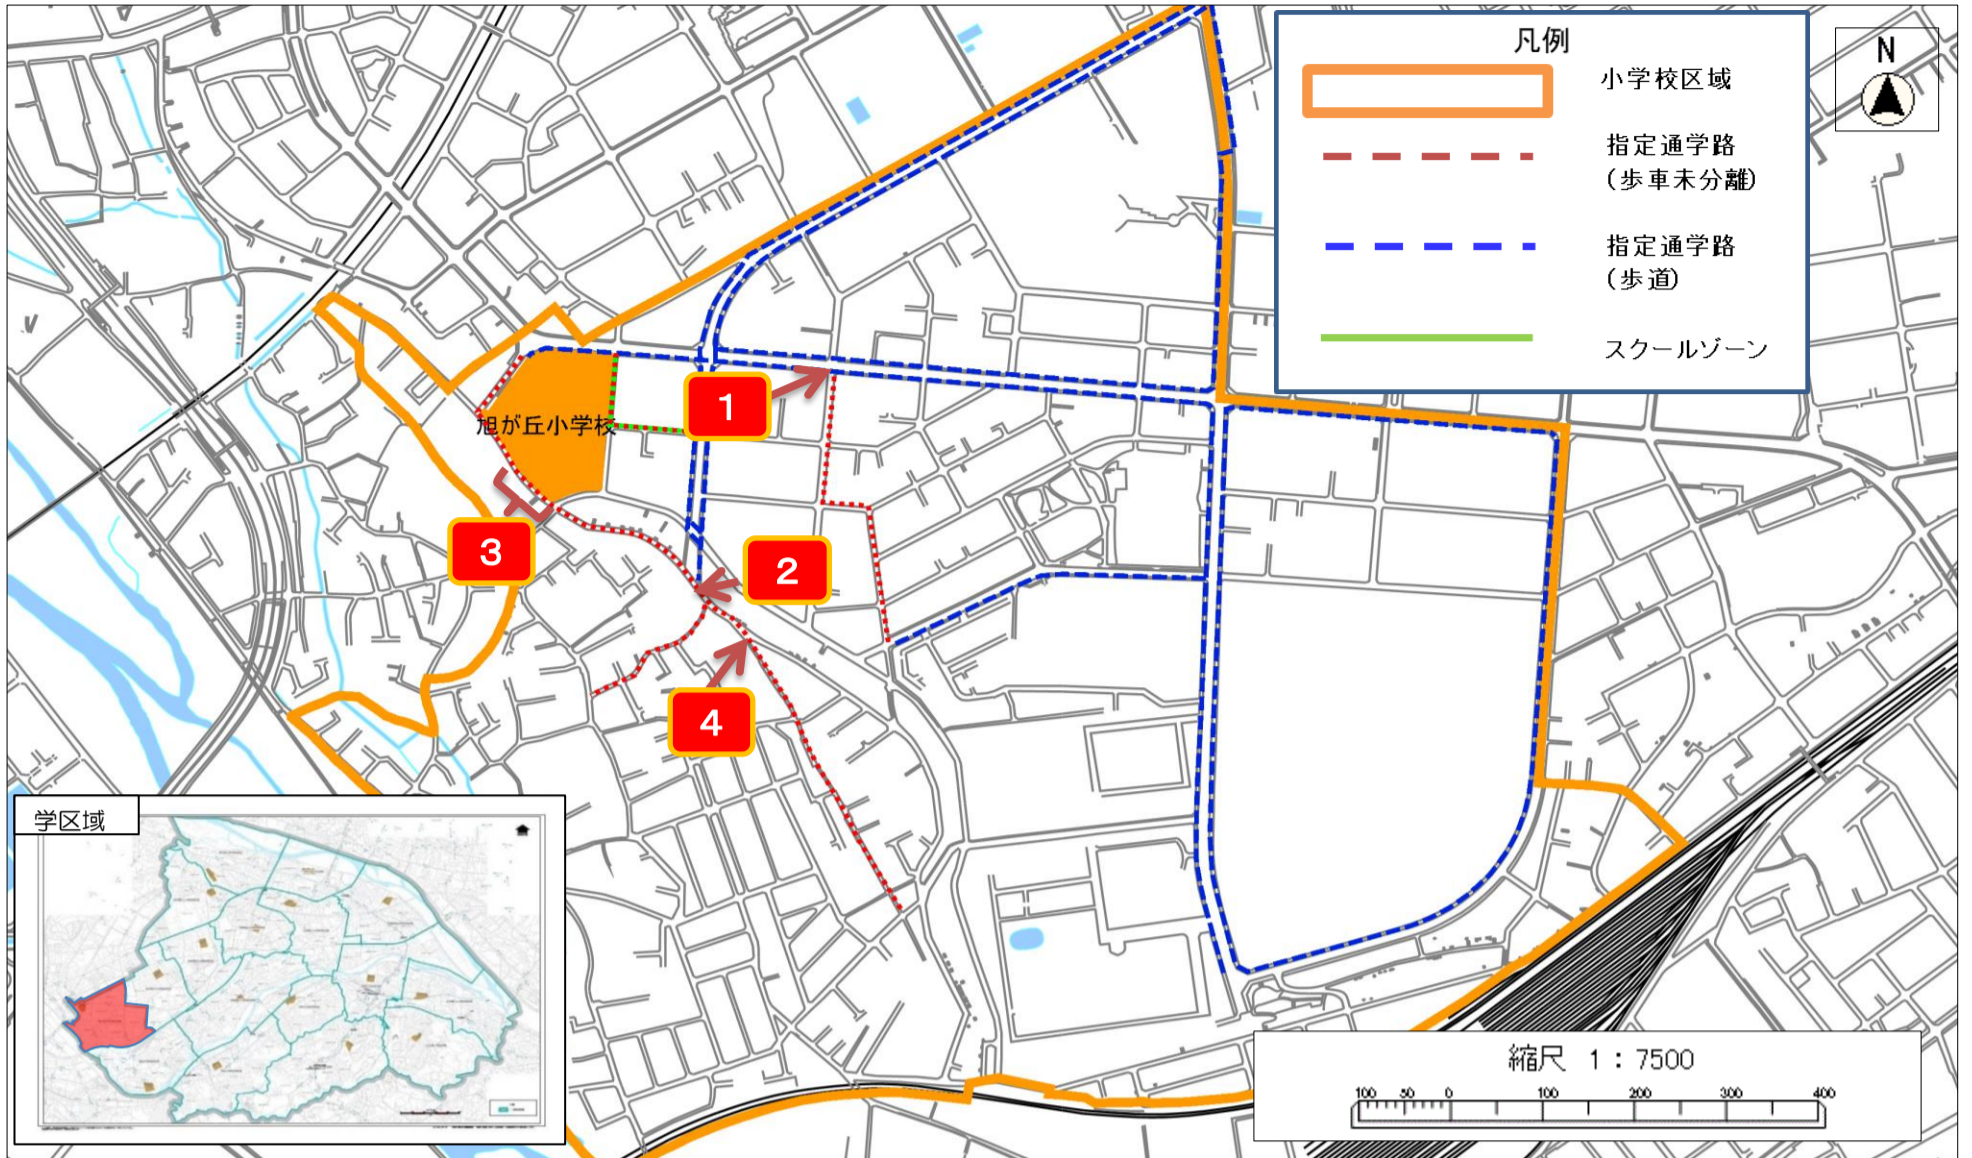 凡例
小学校区域
指定通学路
(歩車未分離)
指定通学路
(歩道)
スクールゾーン
N
旭が丘小学校
1
2
3
4
学区域
縮尺 1:7500
100 50 0 100 200 300 400